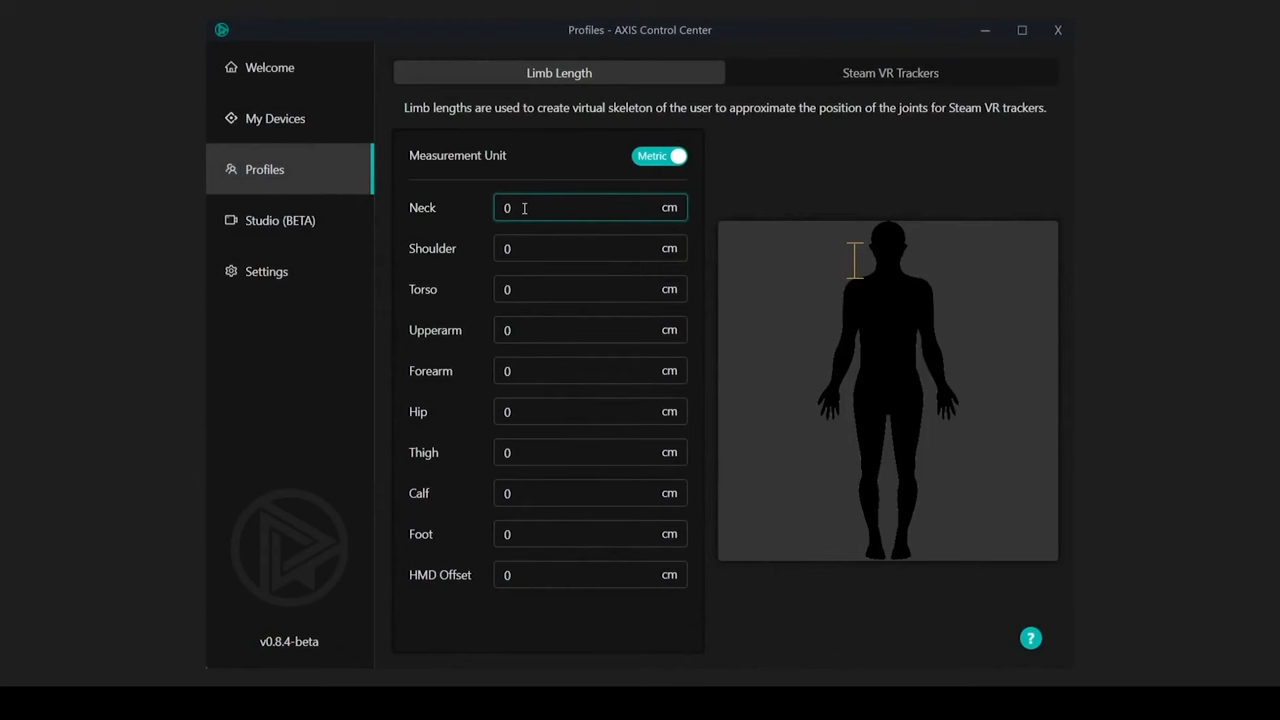 Profiles - AXIS Control Center
X
Welcome
My Devices
Profiles
Studio (BETA)
Settings
v0.8.4-beta
Limb Length
Steam VR Trackers
Limb lengths are used to create virtual skeleton of the user to approximate the position of the joints for Steam VR trackers.
Measurement Unit Metric
Neck 0 cm
Shoulder 0 cm
Torso 0 cm
Upperarm 0 cm
Forearm 0 cm
Hip 0 cm
Thigh 0 cm
Calf 0 cm
Foot 0 cm
HMD Offset 0 cm
?